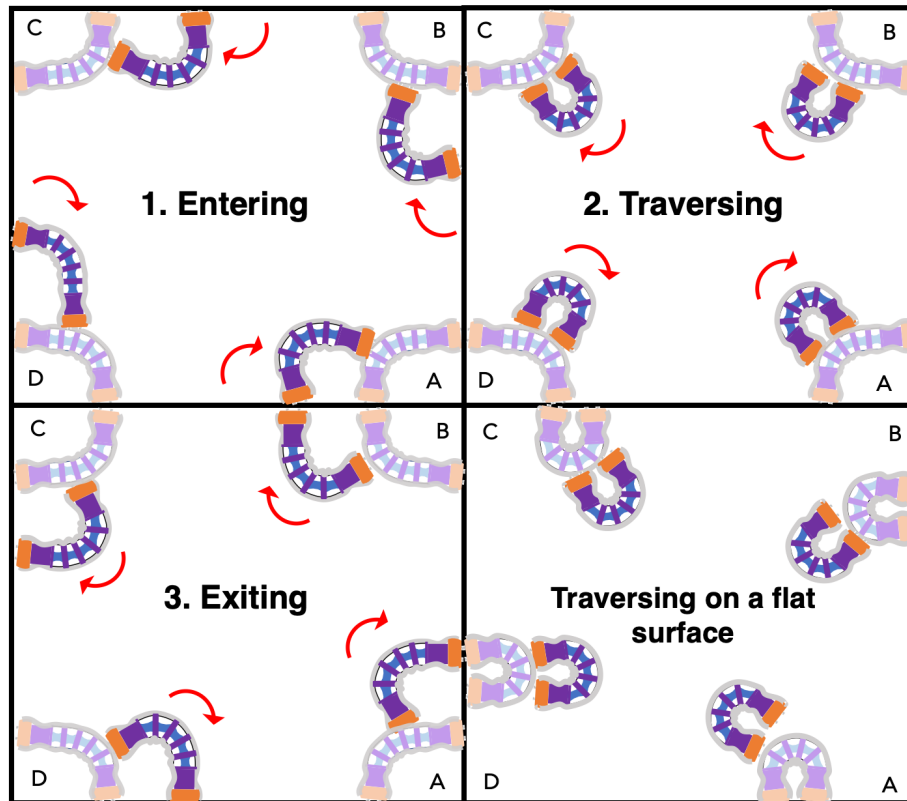 C
B
1. Entering
D
A
C
B
2. Traversing
D
A
C
B
3. Exiting
D
A
C
B
Traversing on a flat
surface
D
A